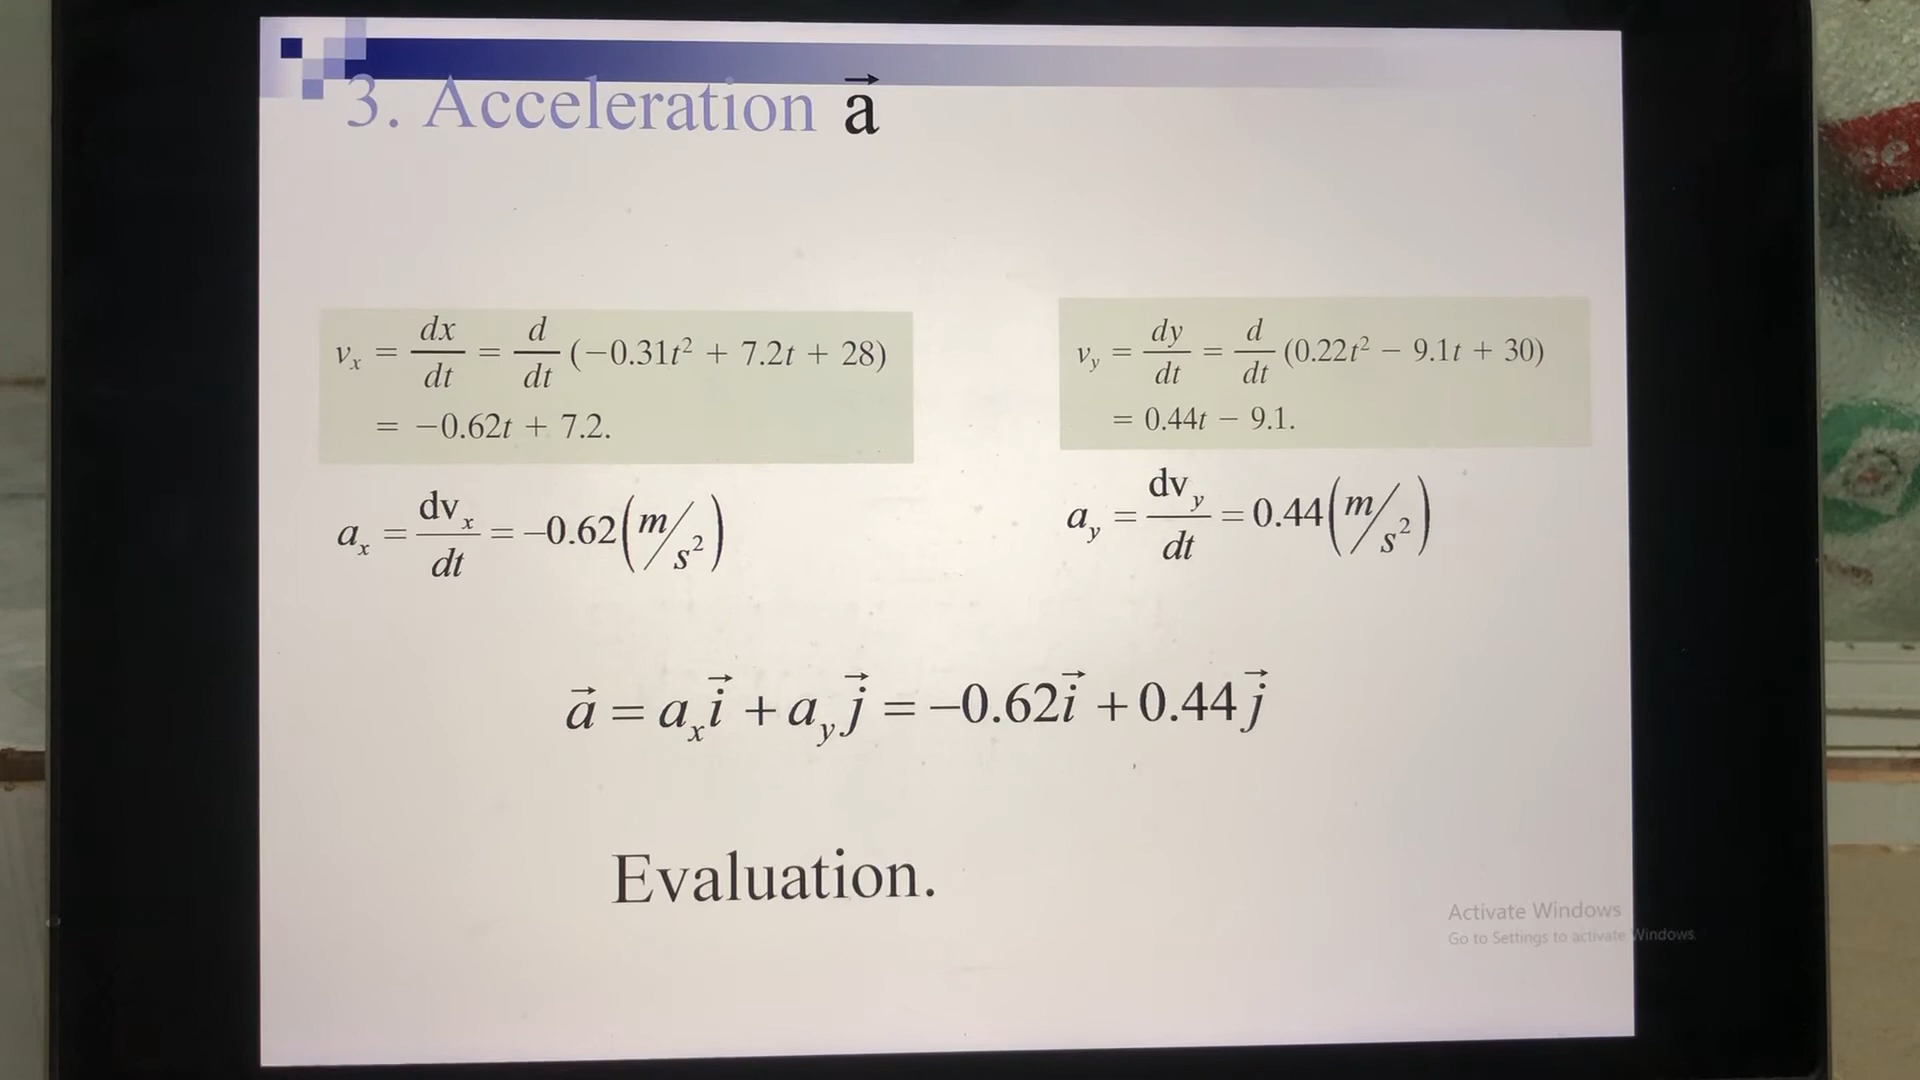 3. Acceleration a⃗
vₓ = dx/dt = d/dt (−0.31t² + 7.2t + 28)
= −0.62t + 7.2.
aₓ = dvₓ/dt = −0.62(m/s²)
v_y = dy/dt = d/dt (0.22t² − 9.1t + 30)
= 0.44t − 9.1.
a_y = dv_y/dt = 0.44(m/s²)
a⃗ = aₓi⃗ + a_yj⃗ = −0.62i⃗ + 0.44j⃗
Evaluation.
Activate Windows
Go to Settings to activate Windows.